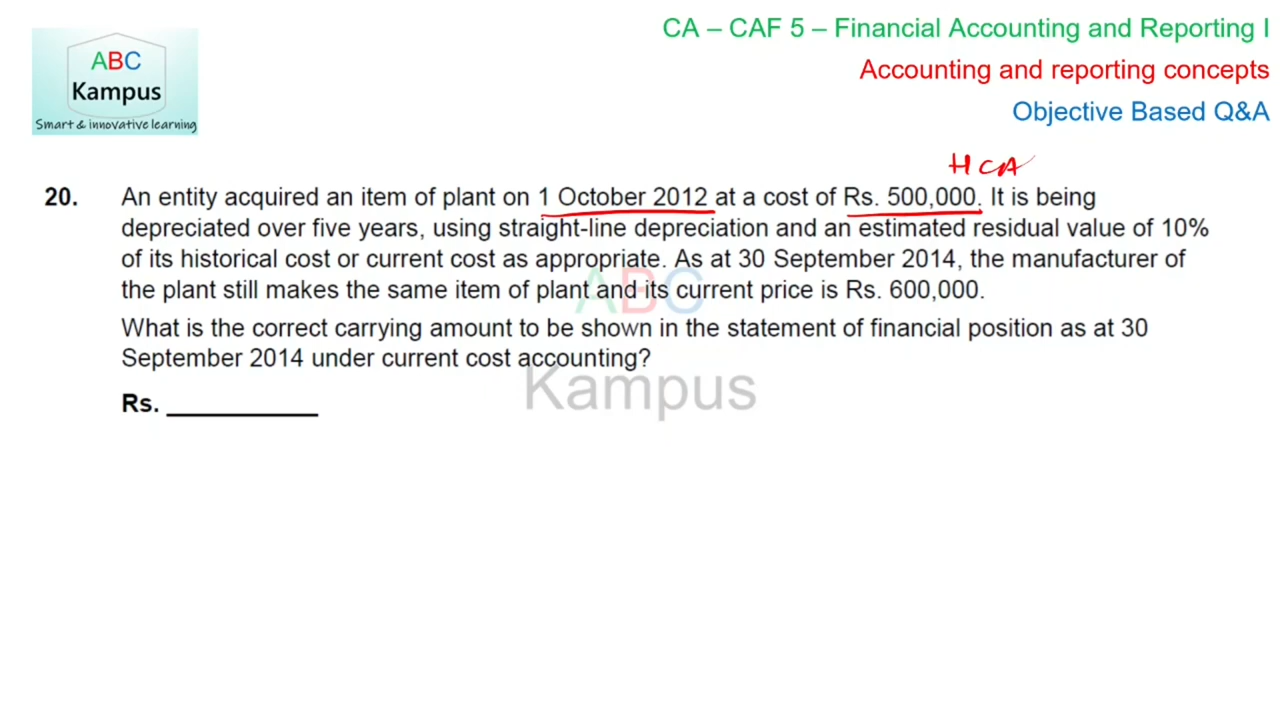 ABC
Kampus
Smart & innovative learning
CA – CAF 5 – Financial Accounting and Reporting I
Accounting and reporting concepts
Objective Based Q&A
HCA
20. An entity acquired an item of plant on 1 October 2012 at a cost of Rs. 500,000. It is being
depreciated over five years, using straight-line depreciation and an estimated residual value of 10%
of its historical cost or current cost as appropriate. As at 30 September 2014, the manufacturer of
the plant still makes the same item of plant and its current price is Rs. 600,000.
What is the correct carrying amount to be shown in the statement of financial position as at 30
September 2014 under current cost accounting?
Rs. ___________
ABC
Kampus